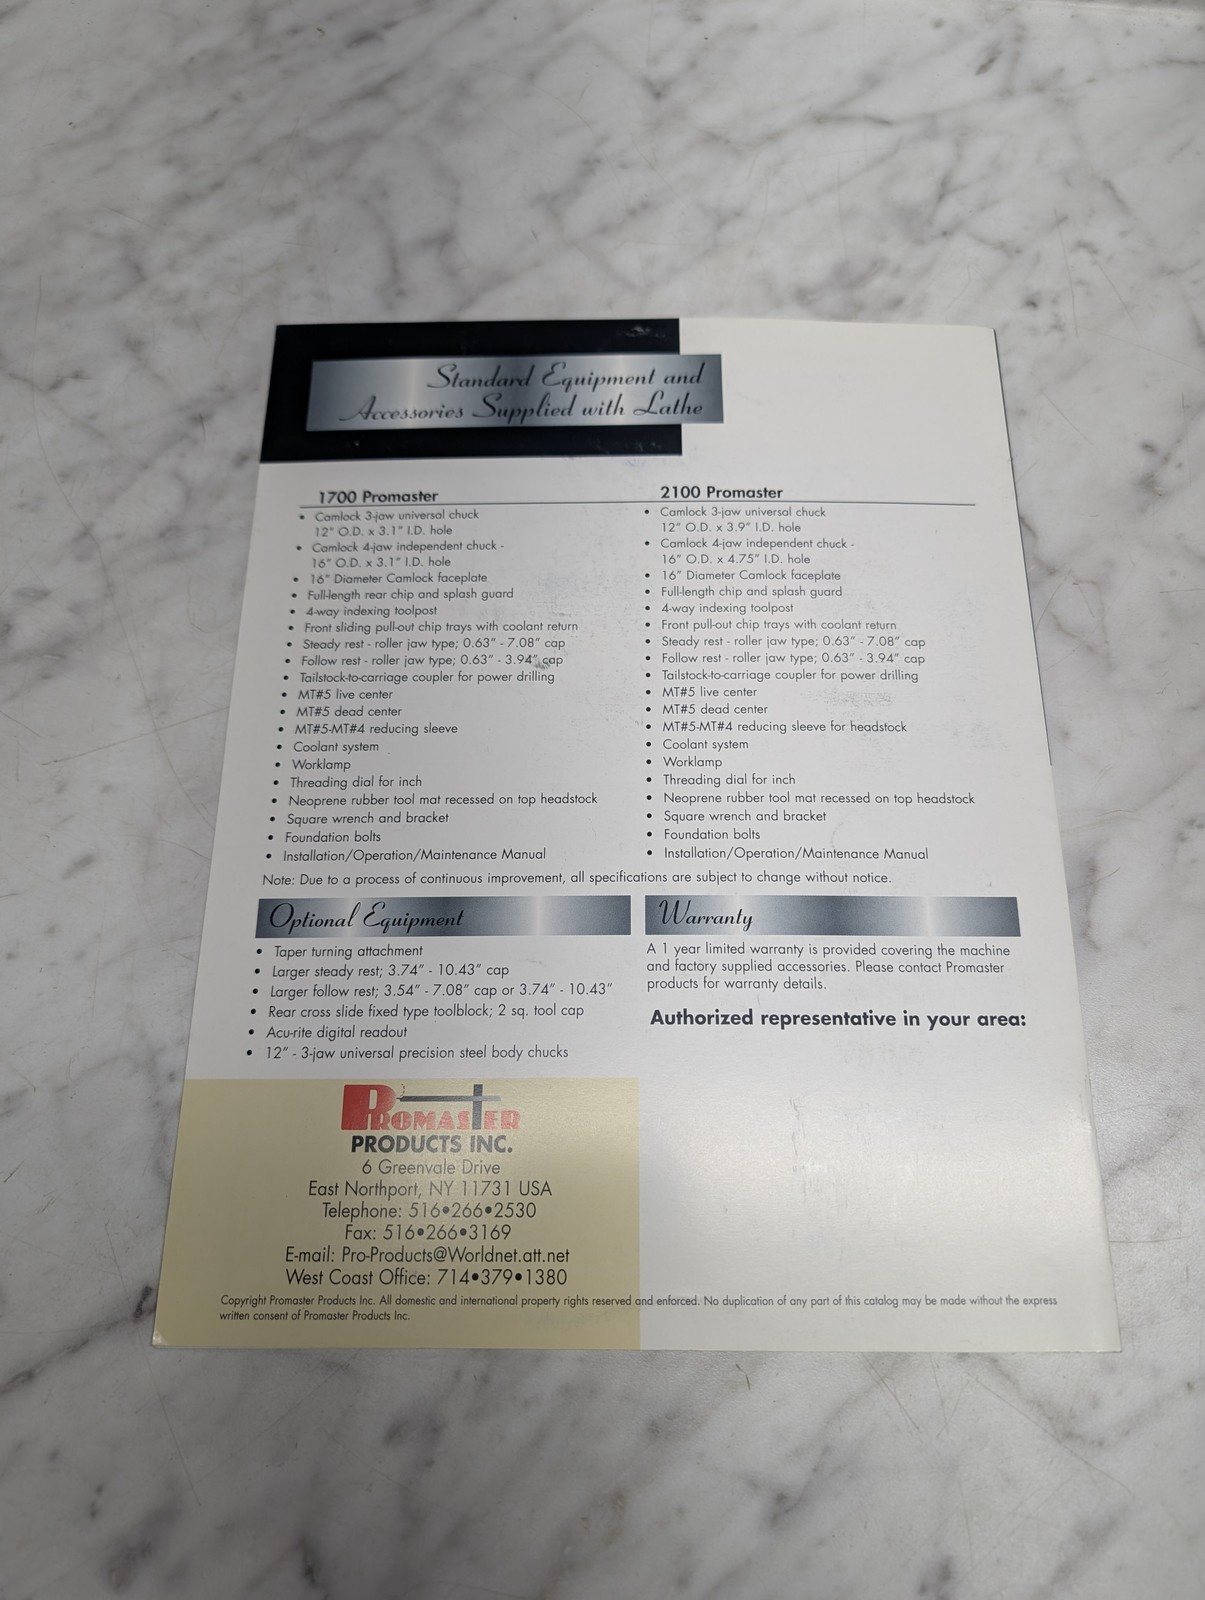 Standard Equipment and
Accessories Supplied with Lathe
1700 Promaster
• Camlock 3-jaw universal chuck
12" O.D. x 3.1" I.D. hole
• Camlock 4-jaw independent chuck -
16" O.D. x 3.1" I.D. hole
• 16" Diameter Camlock faceplate
• Full-length rear chip and splash guard
• 4-way indexing toolpost
• Front sliding pull-out chip trays with coolant return
• Steady rest - roller jaw type; 0.63" - 7.08" cap
• Follow rest - roller jaw type; 0.63" - 3.94" cap
• Tailstock-to-carriage coupler for power drilling
• MT#5 live center
• MT#5 dead center
• MT#5-MT#4 reducing sleeve
• Coolant system
• Worklamp
• Threading dial for inch
• Neoprene rubber tool mat recessed on top headstock
• Square wrench and bracket
• Foundation bolts
• Installation/Operation/Maintenance Manual
2100 Promaster
• Camlock 3-jaw universal chuck
12" O.D. x 3.9" I.D. hole
• Camlock 4-jaw independent chuck -
16" O.D. x 4.75" I.D. hole
• 16" Diameter Camlock faceplate
• Full-length chip and splash guard
• 4-way indexing toolpost
• Front pull-out chip trays with coolant return
• Steady rest - roller jaw type; 0.63" - 7.08" cap
• Follow rest - roller jaw type; 0.63" - 3.94" cap
• Tailstock-to-carriage coupler for power drilling
• MT#5 live center
• MT#5 dead center
• MT#5-MT#4 reducing sleeve for headstock
• Coolant system
• Worklamp
• Threading dial for inch
• Neoprene rubber tool mat recessed on top headstock
• Square wrench and bracket
• Foundation bolts
• Installation/Operation/Maintenance Manual
Note: Due to a process of continuous improvement, all specifications are subject to change without notice.
Optional Equipment
• Taper turning attachment
• Larger steady rest; 3.74" - 10.43" cap
• Larger follow rest; 3.54" - 7.08" cap or 3.74" - 10.43"
• Rear cross slide fixed type toolblock; 2 sq. tool cap
• Acu-rite digital readout
• 12" - 3-jaw universal precision steel body chucks
Warranty
A 1 year limited warranty is provided covering the machine
and factory supplied accessories. Please contact Promaster
products for warranty details.
Authorized representative in your area:
PROMASTER
PRODUCTS INC.
6 Greenvale Drive
East Northport, NY 11731 USA
Telephone: 516•266•2530
Fax: 516•266•3169
E-mail: Pro-Products@Worldnet.att.net
West Coast Office: 714•379•1380
Copyright Promaster Products Inc. All domestic and international property rights reserved and enforced. No duplication of any part of this catalog may be made without the express
written consent of Promaster Products Inc.